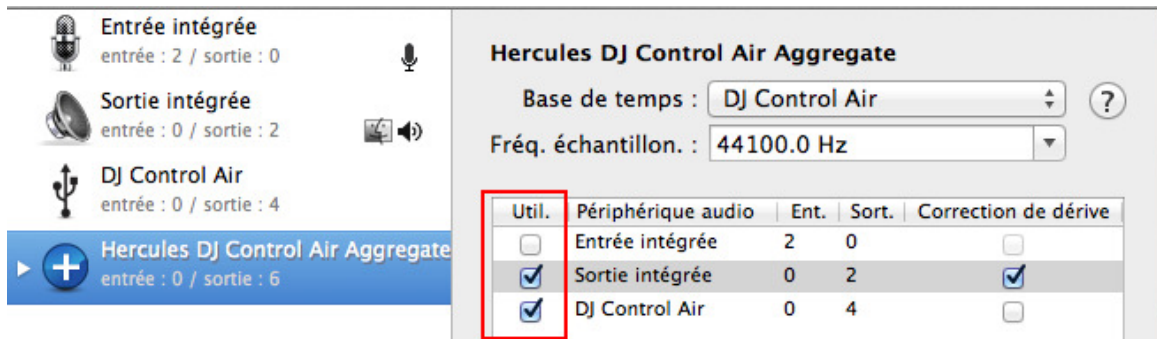 Entrée intégrée
entrée : 2 / sortie : 0
Sortie intégrée
entrée : 0 / sortie : 2
DJ Control Air
entrée : 0 / sortie : 4
Hercules DJ Control Air Aggregate
entrée : 0 / sortie : 6
Hercules DJ Control Air Aggregate
Base de temps : DJ Control Air ?
Fréq. échantillon. : 44100.0 Hz
Util. Périphérique audio Ent. Sort. Correction de dérive
Entrée intégrée 2 0
Sortie intégrée 0 2
DJ Control Air 0 4